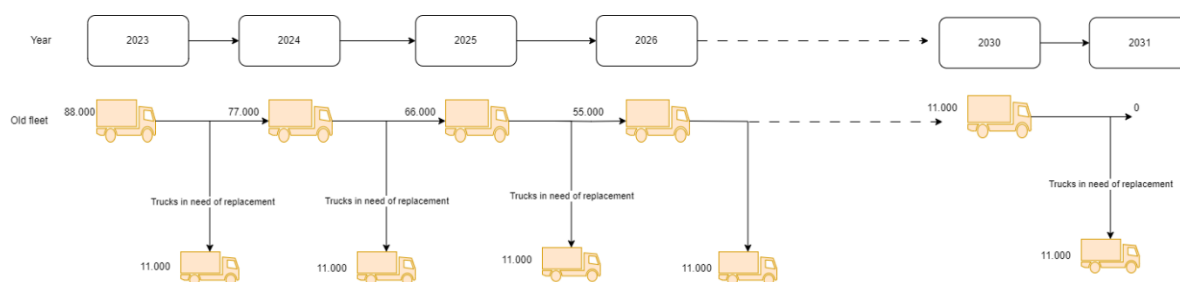 Year
2023
2024
2025
2026
2030
2031
Old fleet
88.000
77.000
66.000
55.000
11.000
0
Trucks in need of replacement
Trucks in need of replacement
Trucks in need of replacement
Trucks in need of replacement
11.000
11.000
11.000
11.000
11.000